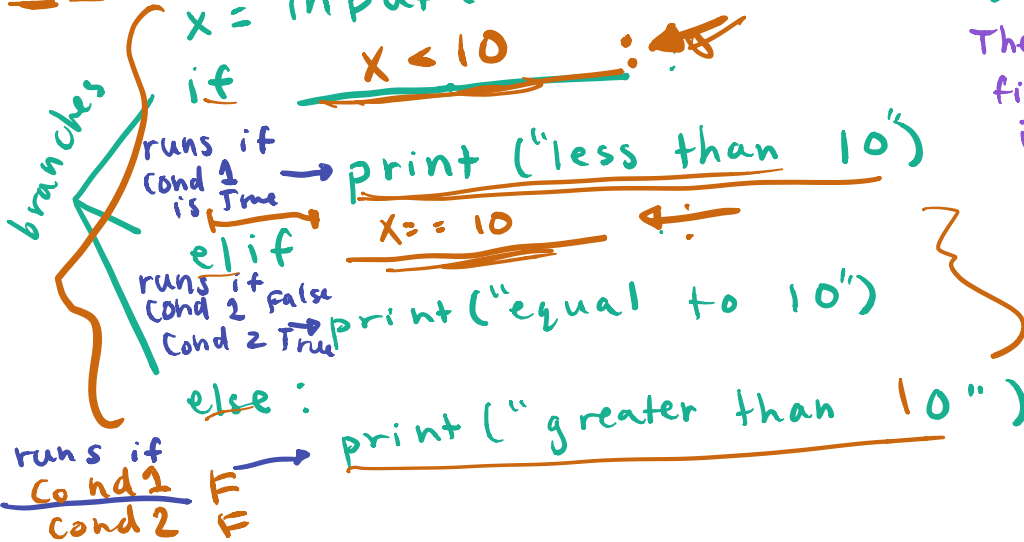 x = input (
if x < 10 :
The
fi
branches
runs if
cond 1
is True
print ("less than 10")
elif x == 10 :
runs if
cond 2 False
cond 2 True
print ("equal to 10")
else :
print ("greater than 10")
runs if
cond 1 F
cond 2 F